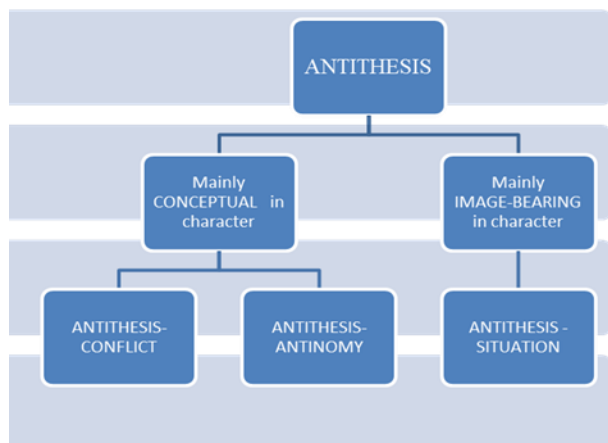 ANTITHESIS
Mainly
CONCEPTUAL in
character
Mainly
IMAGE-BEARING
in character
ANTITHESIS-
CONFLICT
ANTITHESIS-
ANTINOMY
ANTITHESIS -
SITUATION